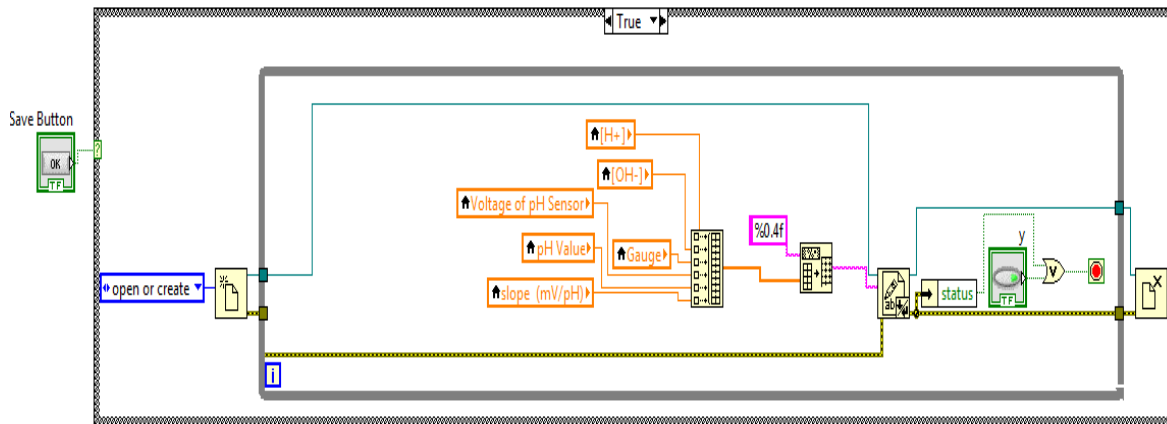 True
Save Button
OK
TF
?
open or create
[H+]
[OH-]
Voltage of pH Sensor
pH Value
Gauge
slope (mV/pH)
%0.4f
ab
status
y
TF
V
X
i